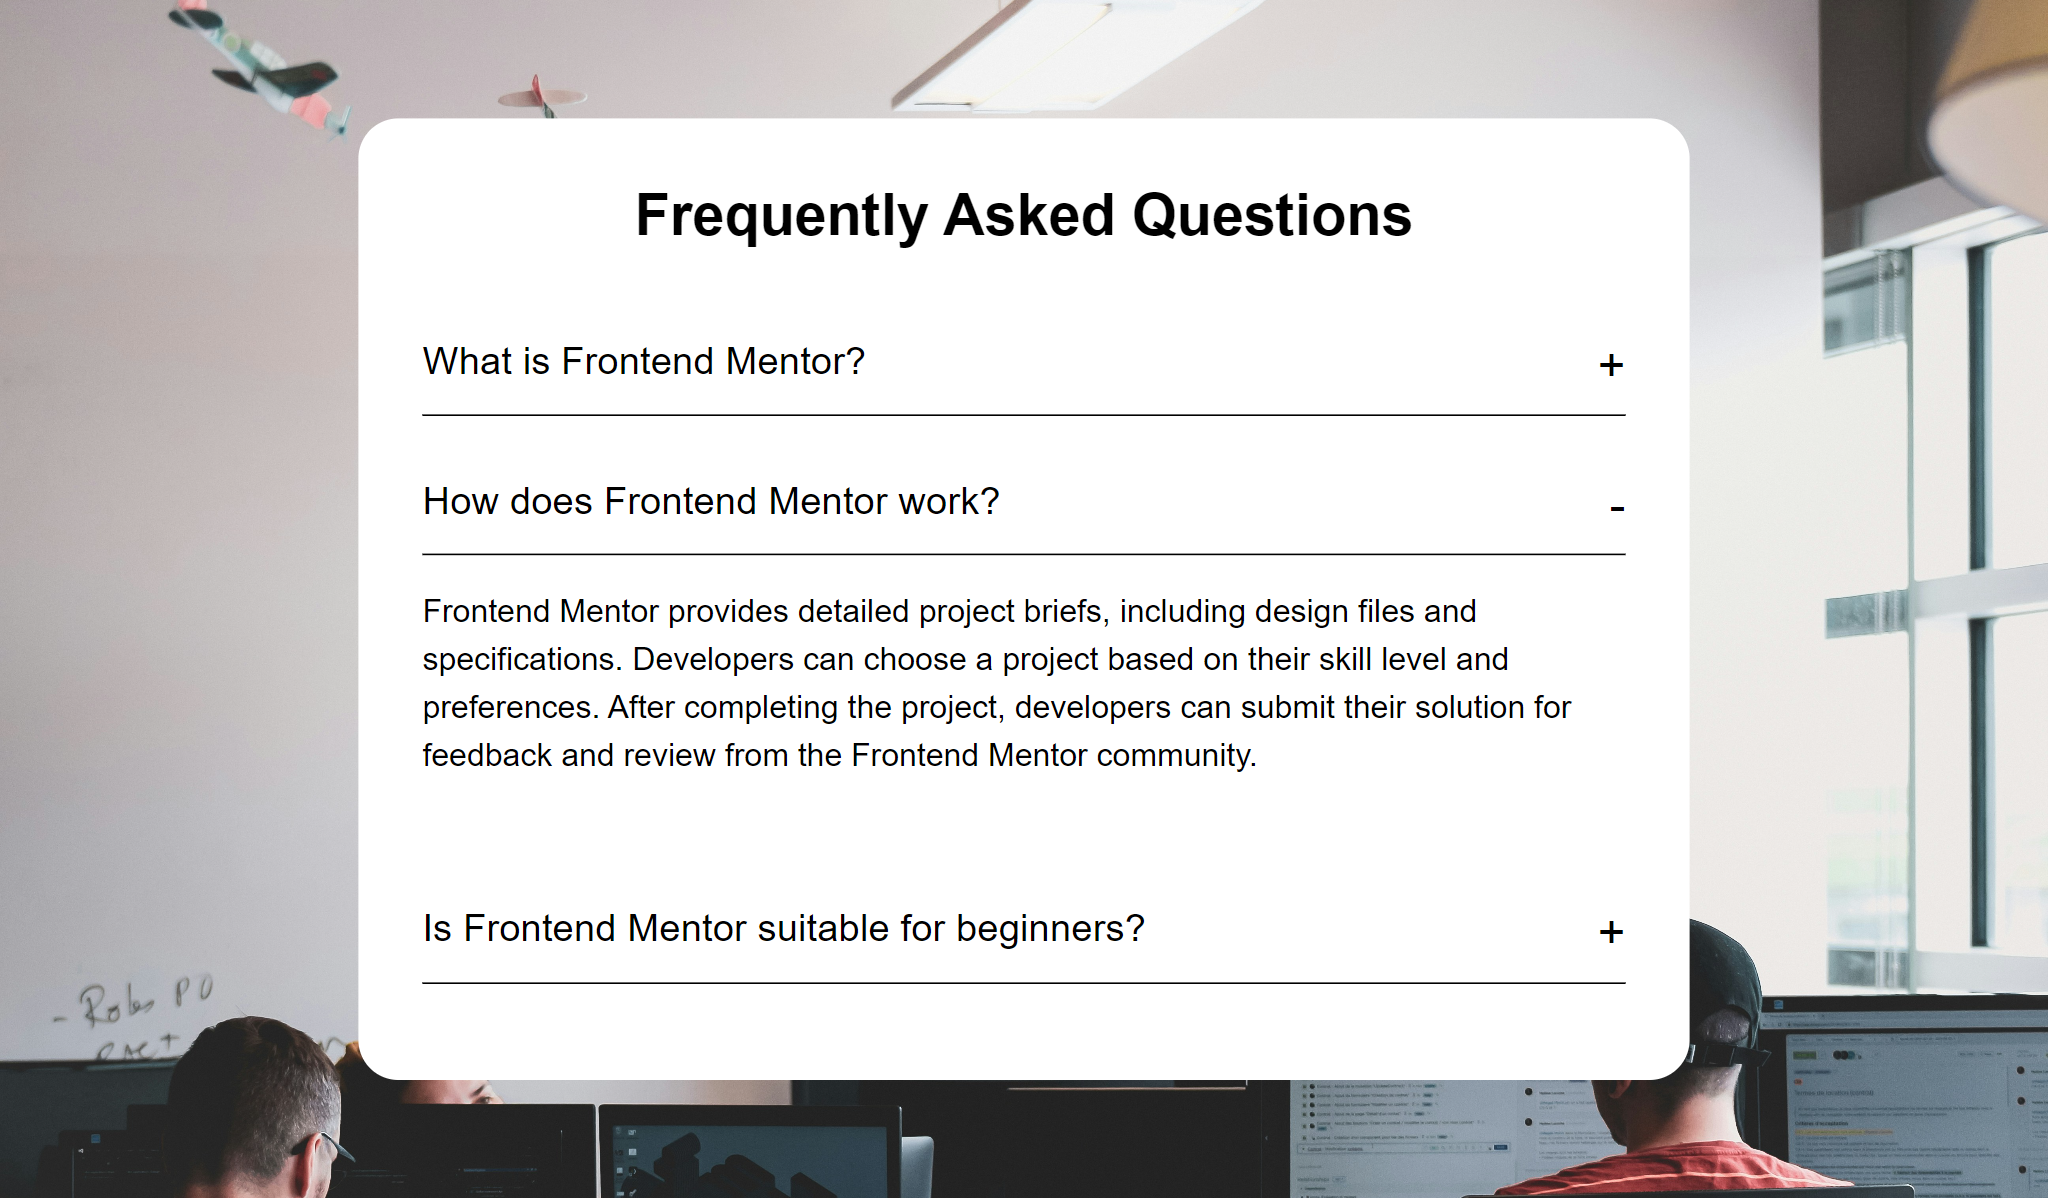 Frequently Asked Questions
What is Frontend Mentor? +
How does Frontend Mentor work? -
Frontend Mentor provides detailed project briefs, including design files and
specifications. Developers can choose a project based on their skill level and
preferences. After completing the project, developers can submit their solution for
feedback and review from the Frontend Mentor community.
Is Frontend Mentor suitable for beginners? +
- Roles PO